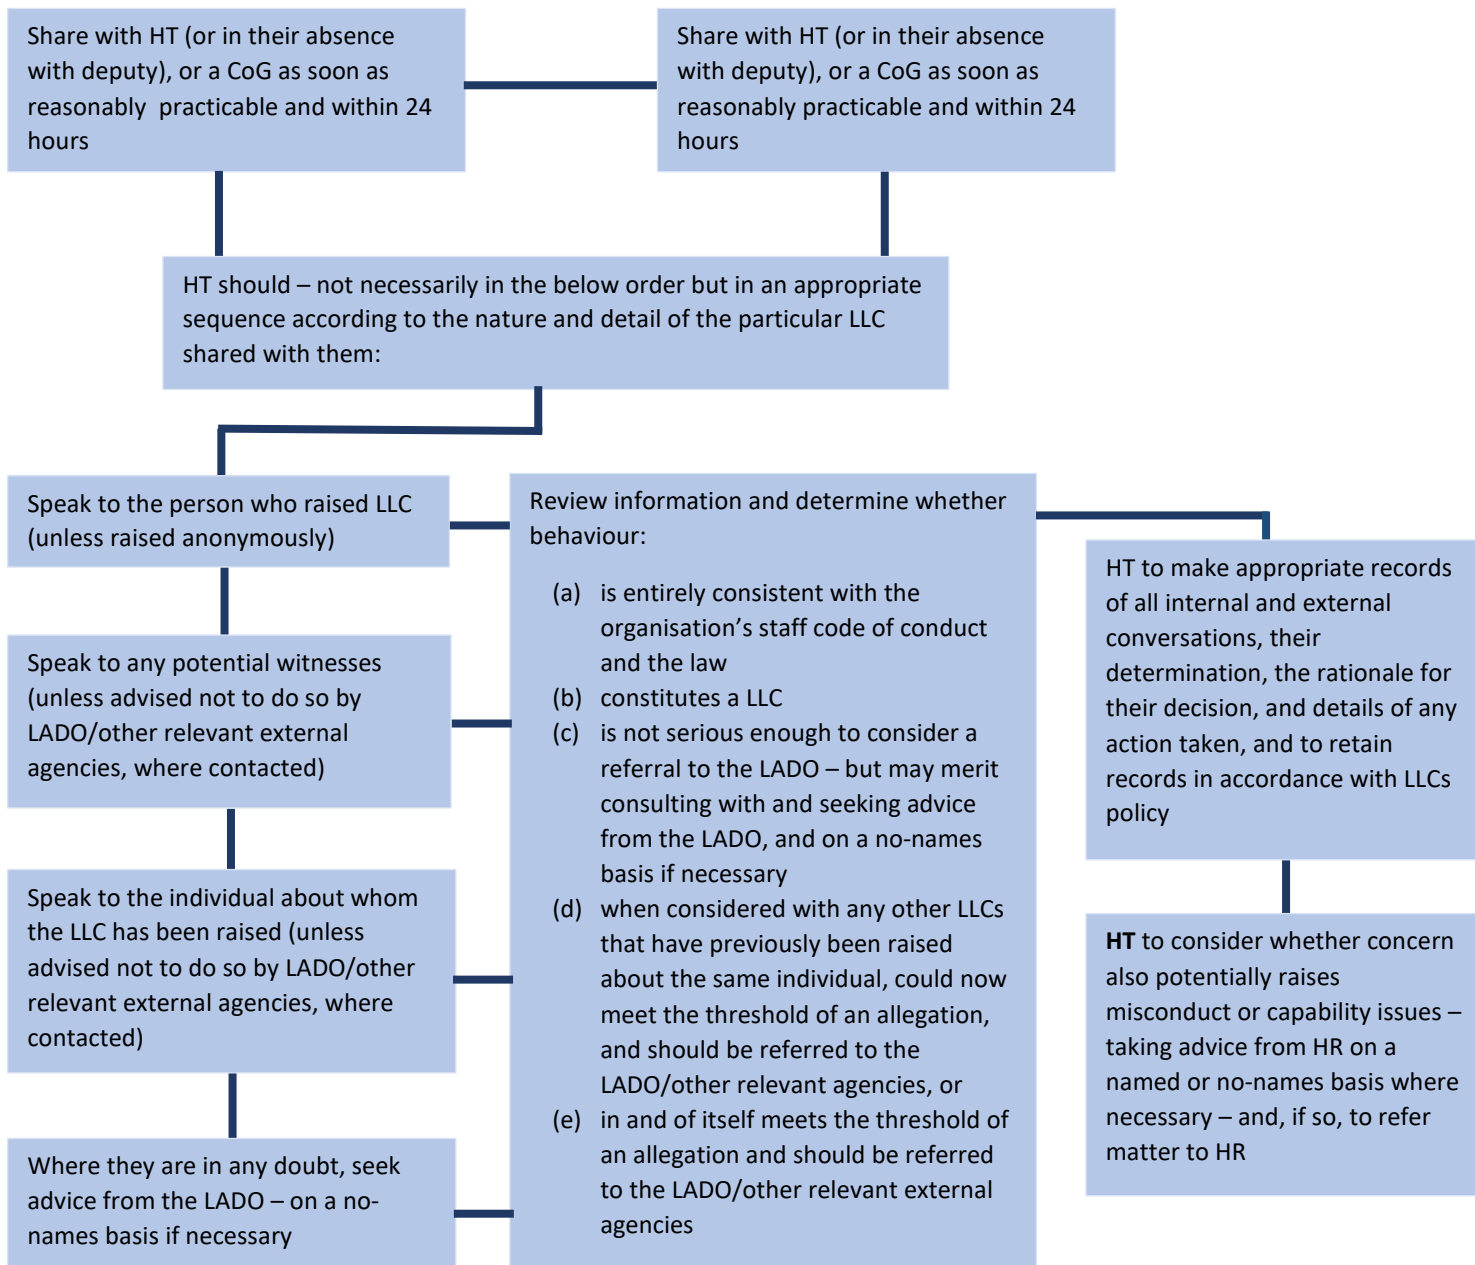 Share with HT (or in their absence
with deputy), or a CoG as soon as
reasonably  practicable and within 24
hours
Share with HT (or in their absence
with deputy), or a CoG as soon as
reasonably practicable and within 24
hours
HT should – not necessarily in the below order but in an appropriate
sequence according to the nature and detail of the particular LLC
shared with them:
Speak to the person who raised LLC
(unless raised anonymously)
Speak to any potential witnesses
(unless advised not to do so by
LADO/other relevant external
agencies, where contacted)
Speak to the individual about whom
the LLC has been raised (unless
advised not to do so by LADO/other
relevant external agencies, where
contacted)
Where they are in any doubt, seek
advice from the LADO – on a no-
names basis if necessary
Review information and determine whether
behaviour:
(a) is entirely consistent with the
organisation’s staff code of conduct
and the law
(b) constitutes a LLC
(c) is not serious enough to consider a
referral to the LADO – but may merit
consulting with and seeking advice
from the LADO, and on a no-names
basis if necessary
(d) when considered with any other LLCs
that have previously been raised
about the same individual, could now
meet the threshold of an allegation,
and should be referred to the
LADO/other relevant agencies, or
(e) in and of itself meets the threshold of
an allegation and should be referred
to the LADO/other relevant external
agencies
HT to make appropriate records
of all internal and external
conversations, their
determination, the rationale for
their decision, and details of any
action taken, and to retain
records in accordance with LLCs
policy
HT to consider whether concern
also potentially raises
misconduct or capability issues –
taking advice from HR on a
named or no-names basis where
necessary – and, if so, to refer
matter to HR